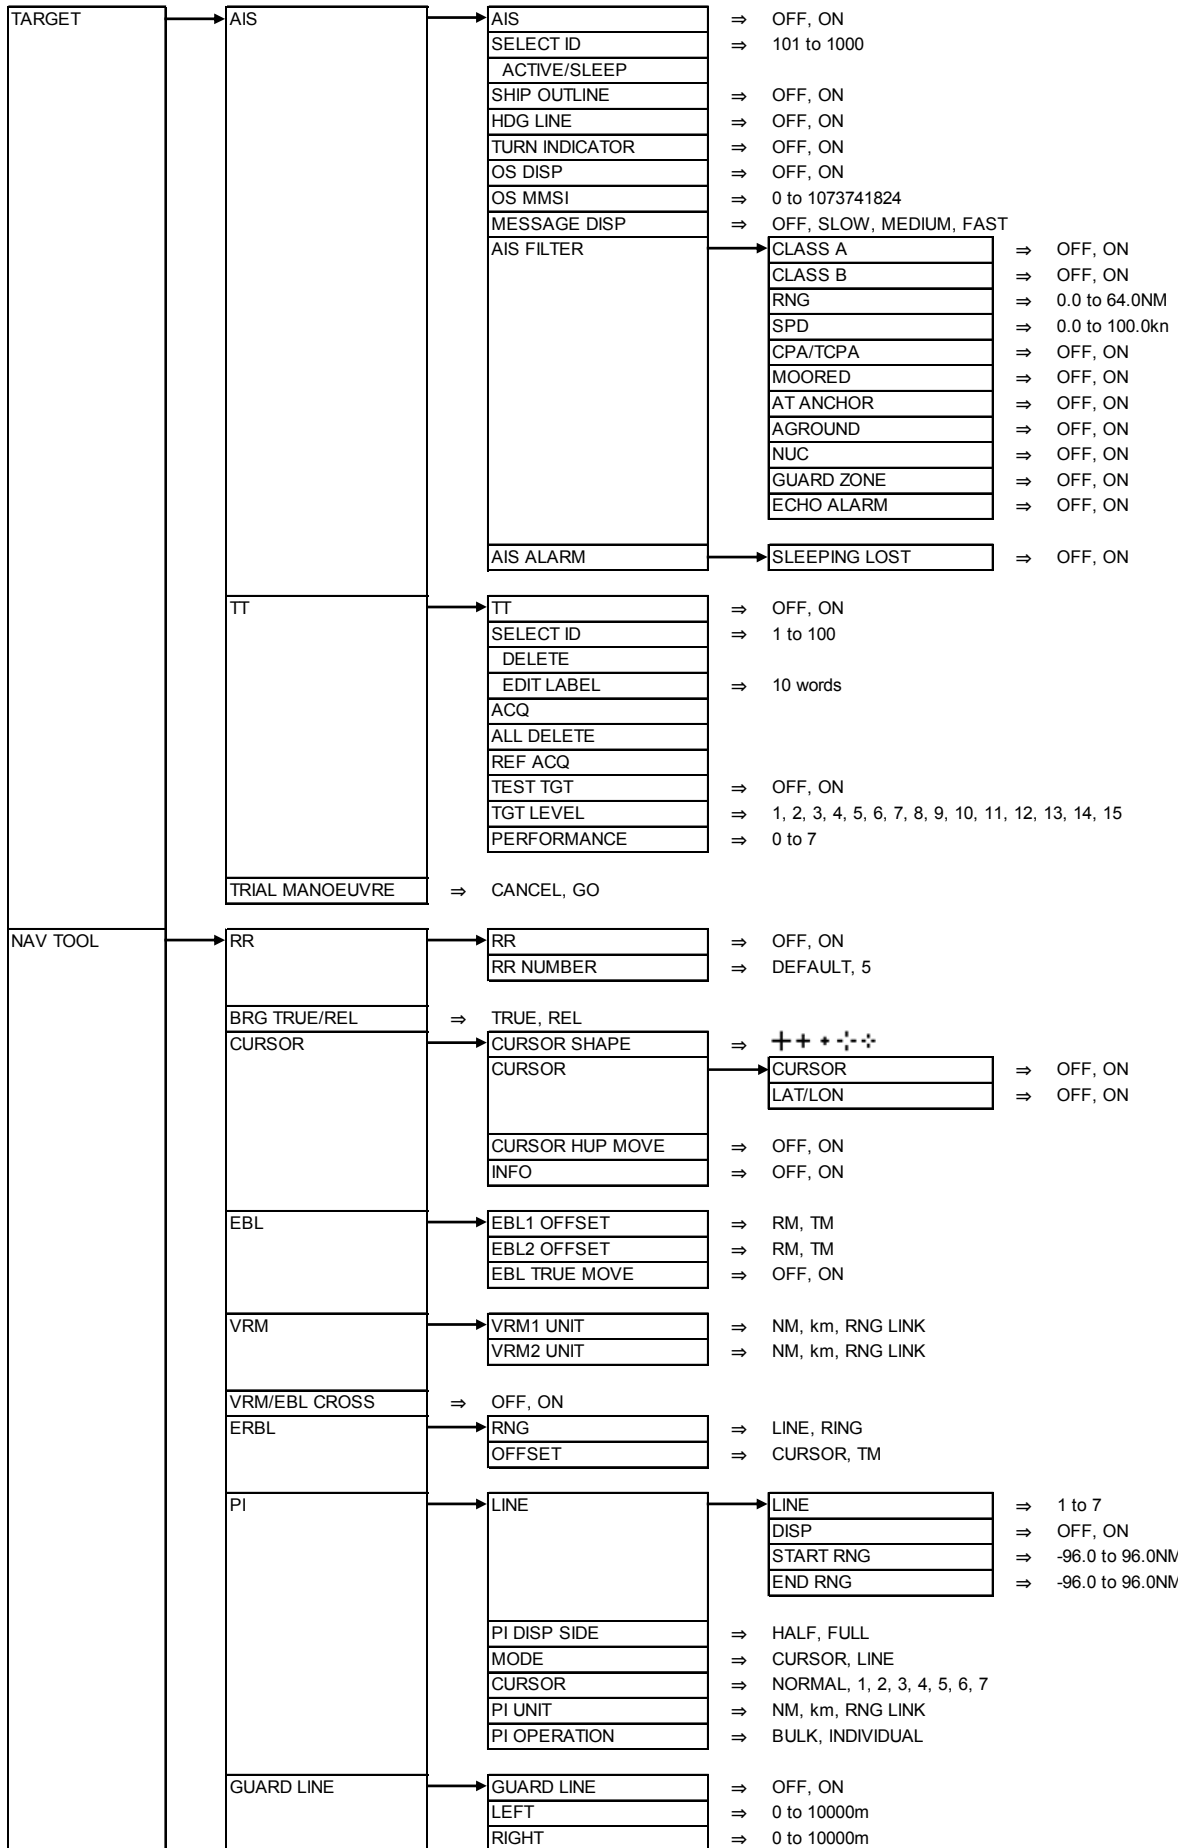 TARGET AIS AIS ⇒ OFF, ON
SELECT ID ⇒ 101 to 1000
ACTIVE/SLEEP
SHIP OUTLINE ⇒ OFF, ON
HDG LINE ⇒ OFF, ON
TURN INDICATOR ⇒ OFF, ON
OS DISP ⇒ OFF, ON
OS MMSI ⇒ 0 to 1073741824
MESSAGE DISP ⇒ OFF, SLOW, MEDIUM, FAST
AIS FILTER CLASS A ⇒ OFF, ON
CLASS B ⇒ OFF, ON
RNG ⇒ 0.0 to 64.0NM
SPD ⇒ 0.0 to 100.0kn
CPA/TCPA ⇒ OFF, ON
MOORED ⇒ OFF, ON
AT ANCHOR ⇒ OFF, ON
AGROUND ⇒ OFF, ON
NUC ⇒ OFF, ON
GUARD ZONE ⇒ OFF, ON
ECHO ALARM ⇒ OFF, ON
AIS ALARM SLEEPING LOST ⇒ OFF, ON
TT TT ⇒ OFF, ON
SELECT ID ⇒ 1 to 100
DELETE
EDIT LABEL ⇒ 10 words
ACQ
ALL DELETE
REF ACQ
TEST TGT ⇒ OFF, ON
TGT LEVEL ⇒ 1, 2, 3, 4, 5, 6, 7, 8, 9, 10, 11, 12, 13, 14, 15
PERFORMANCE ⇒ 0 to 7
TRIAL MANOEUVRE ⇒ CANCEL, GO
NAV TOOL RR RR ⇒ OFF, ON
RR NUMBER ⇒ DEFAULT, 5
BRG TRUE/REL ⇒ TRUE, REL
CURSOR CURSOR SHAPE ⇒
CURSOR CURSOR ⇒ OFF, ON
LAT/LON ⇒ OFF, ON
CURSOR HUP MOVE ⇒ OFF, ON
INFO ⇒ OFF, ON
EBL EBL1 OFFSET ⇒ RM, TM
EBL2 OFFSET ⇒ RM, TM
EBL TRUE MOVE ⇒ OFF, ON
VRM VRM1 UNIT ⇒ NM, km, RNG LINK
VRM2 UNIT ⇒ NM, km, RNG LINK
VRM/EBL CROSS ⇒ OFF, ON
ERBL RNG ⇒ LINE, RING
OFFSET ⇒ CURSOR, TM
PI LINE LINE ⇒ 1 to 7
DISP ⇒ OFF, ON
START RNG ⇒ -96.0 to 96.0NM
END RNG ⇒ -96.0 to 96.0NM
PI DISP SIDE ⇒ HALF, FULL
MODE ⇒ CURSOR, LINE
CURSOR ⇒ NORMAL, 1, 2, 3, 4, 5, 6, 7
PI UNIT ⇒ NM, km, RNG LINK
PI OPERATION ⇒ BULK, INDIVIDUAL
GUARD LINE GUARD LINE ⇒ OFF, ON
LEFT ⇒ 0 to 10000m
RIGHT ⇒ 0 to 10000m